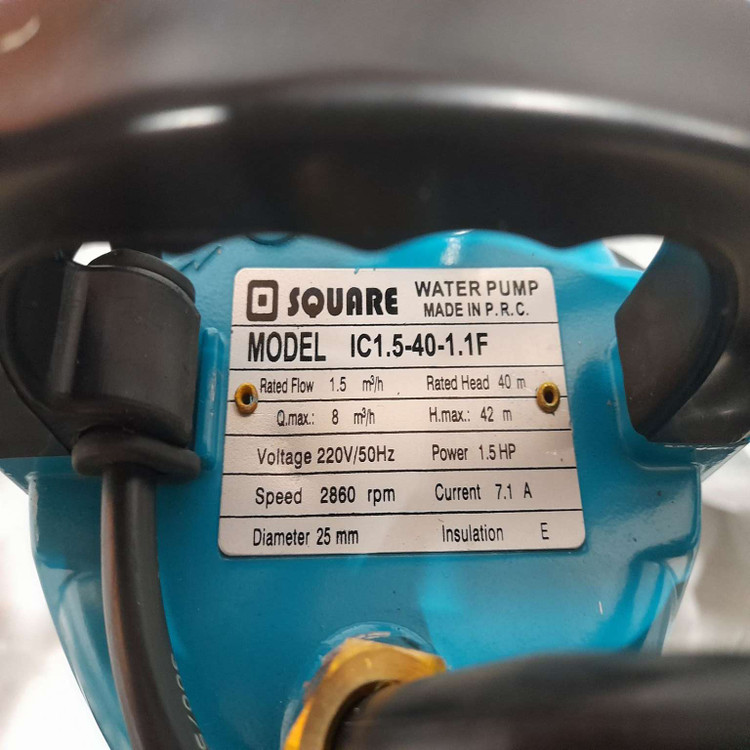 SQUARE WATER PUMP
MADE IN P.R.C.
MODEL IC1.5-40-1.1F
Rated Flow 1.5 m³/h Rated Head 40 m
Q.max.: 8 m³/h H.max.: 42 m
Voltage 220V/50Hz Power 1.5 HP
Speed 2860 rpm Current 7.1 A
Diameter 25 mm Insulation E